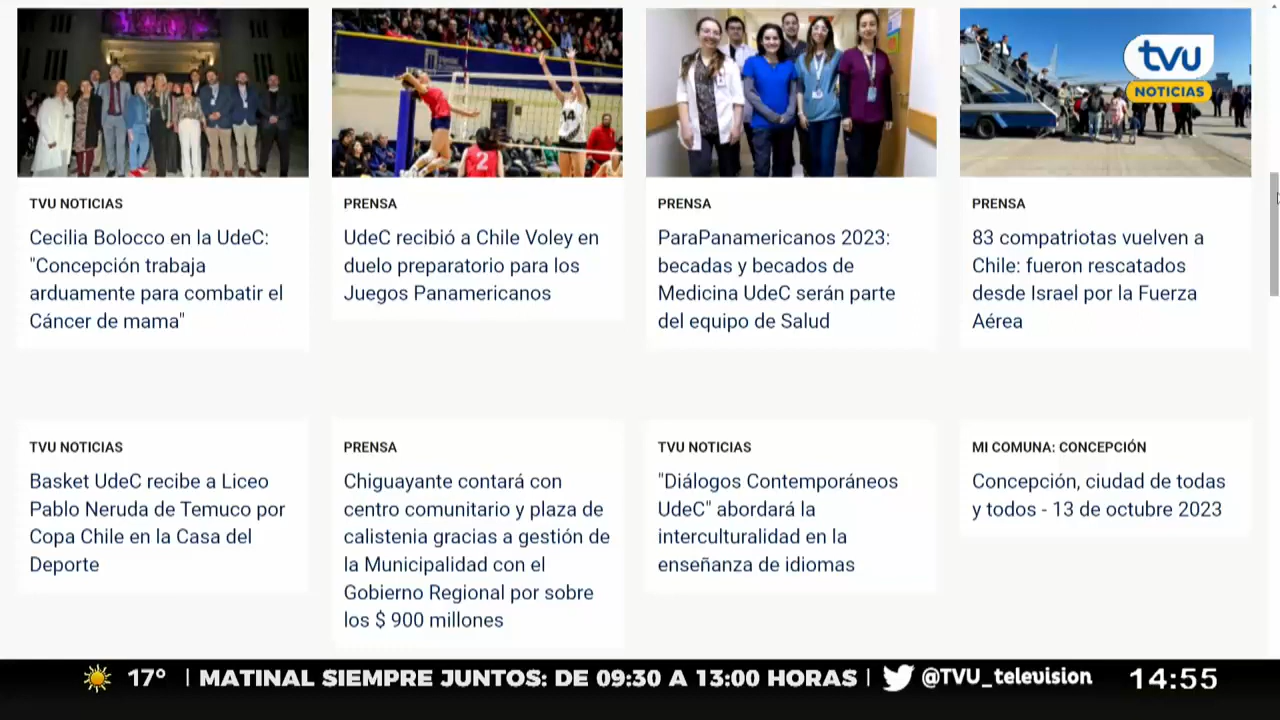 tvu
NOTICIAS
14
2
TVU NOTICIAS
Cecilia Bolocco en la UdeC:
"Concepción trabaja
arduamente para combatir el
Cáncer de mama"
PRENSA
UdeC recibió a Chile Voley en
duelo preparatorio para los
Juegos Panamericanos
PRENSA
ParaPanamericanos 2023:
becadas y becados de
Medicina UdeC serán parte
del equipo de Salud
PRENSA
83 compatriotas vuelven a
Chile: fueron rescatados
desde Israel por la Fuerza
Aérea
TVU NOTICIAS
Basket UdeC recibe a Liceo
Pablo Neruda de Temuco por
Copa Chile en la Casa del
Deporte
PRENSA
Chiguayante contará con
centro comunitario y plaza de
calistenia gracias a gestión de
la Municipalidad con el
Gobierno Regional por sobre
los $ 900 millones
TVU NOTICIAS
"Diálogos Contemporáneos
UdeC" abordará la
interculturalidad en la
enseñanza de idiomas
MI COMUNA: CONCEPCIÓN
Concepción, ciudad de todas
y todos - 13 de octubre 2023
17° | MATINAL SIEMPRE JUNTOS: DE 09:30 A 13:00 HORAS | @TVU_television 14:55